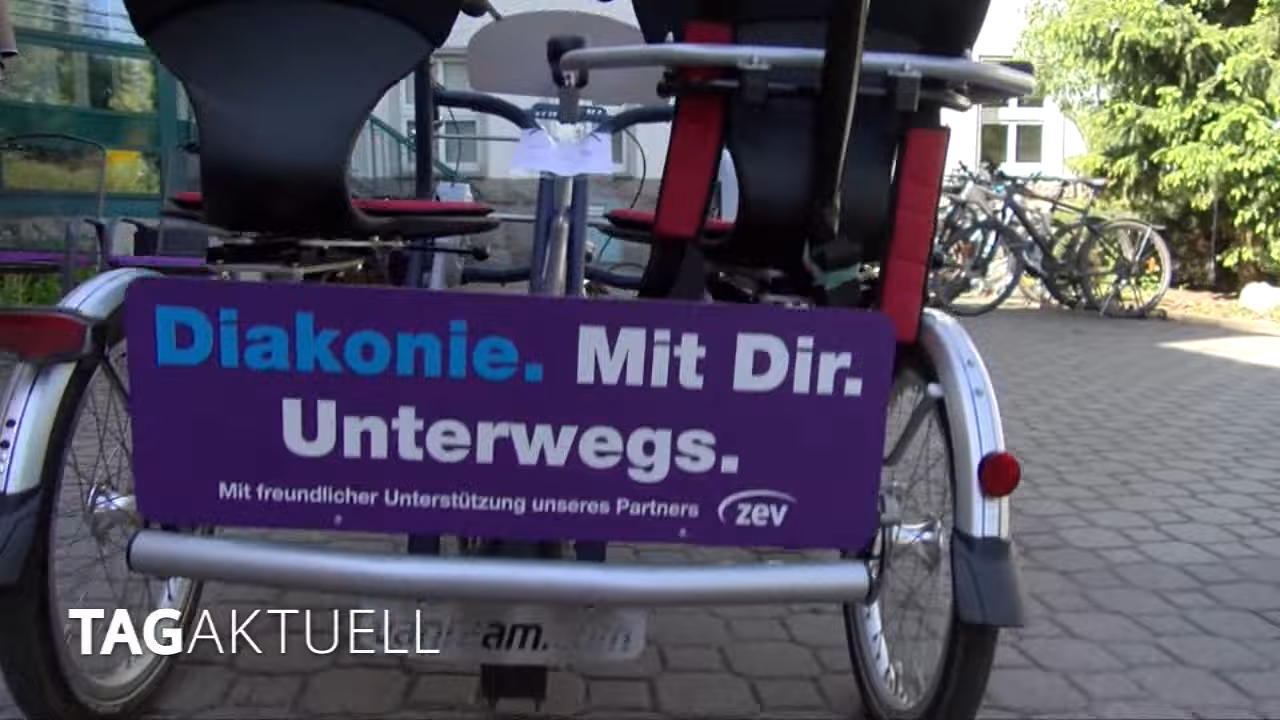 Diakonie. Mit Dir.
Unterwegs.
Mit freundlicher Unterstützung unseres Partners zev
TAGAKTUELL